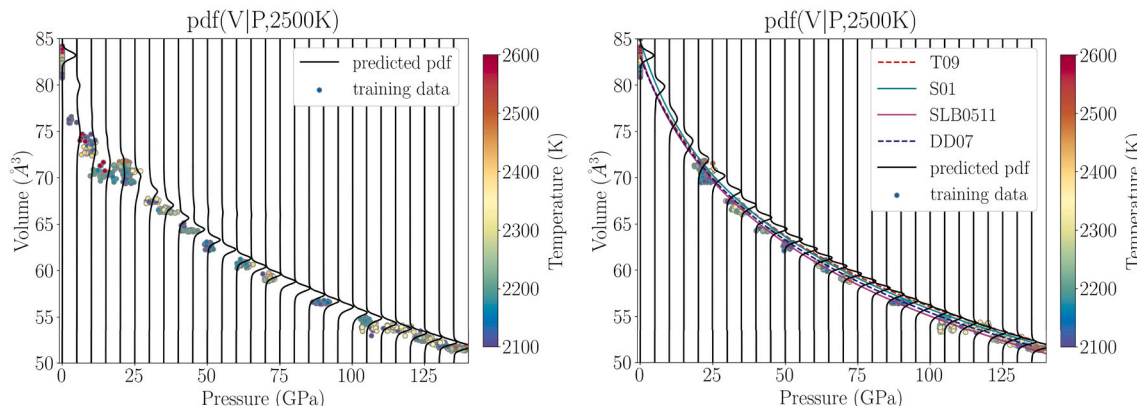 pdf(V|P,2500K)
85
80
75
70
65
60
55
50
Volume (Å³)
0
25
50
75
100
125
Pressure (GPa)
predicted pdf
training data
2600
2500
2400
2300
2200
2100
Temperature (K)
pdf(V|P,2500K)
85
80
75
70
65
60
55
50
Volume (Å³)
0
25
50
75
100
125
Pressure (GPa)
T09
S01
SLB0511
DD07
predicted pdf
training data
2600
2500
2400
2300
2200
2100
Temperature (K)